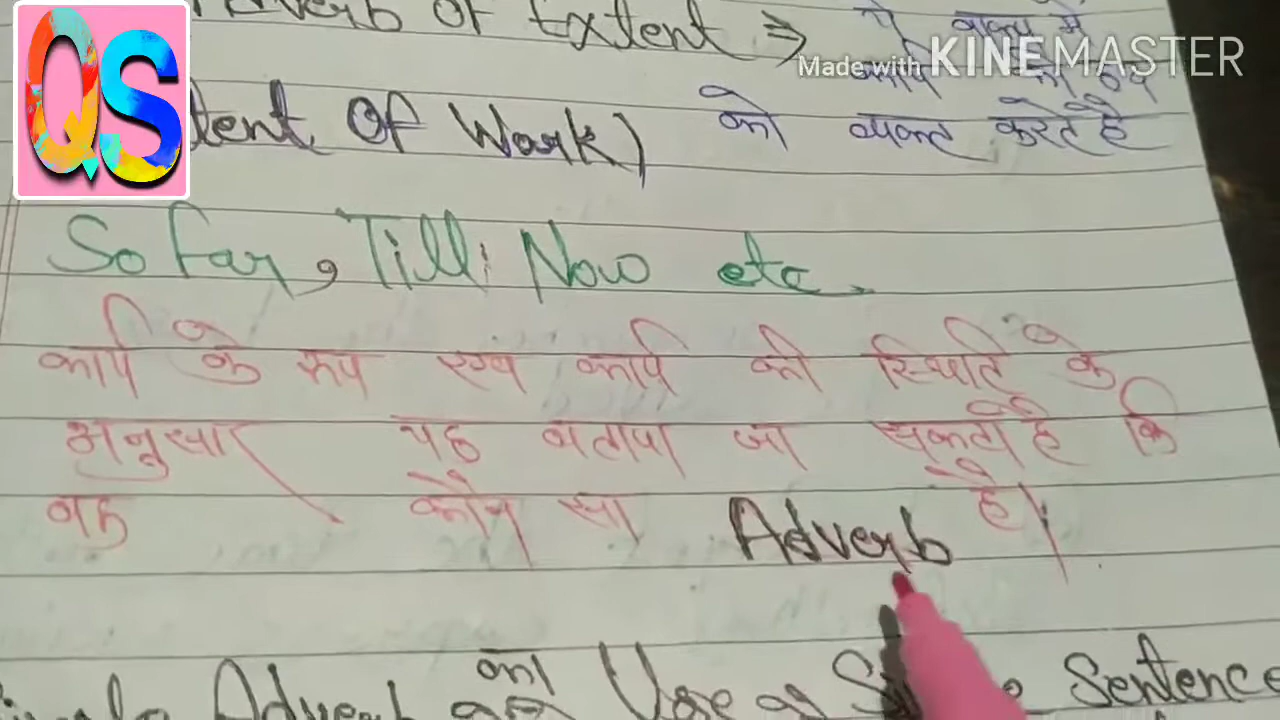 Adverb of Extent ⇒ ये वाक्य में
Made with KINEMASTER
QS
tent Of Work) को व्यक्त करते है
So far, Till Now etc.
कार्य के रूप एवं कार्य की स्थिति के
अनुसार यह बताया जा सकता है कि
वह कौन सा Adverb है।
Adverb का Use Sentence